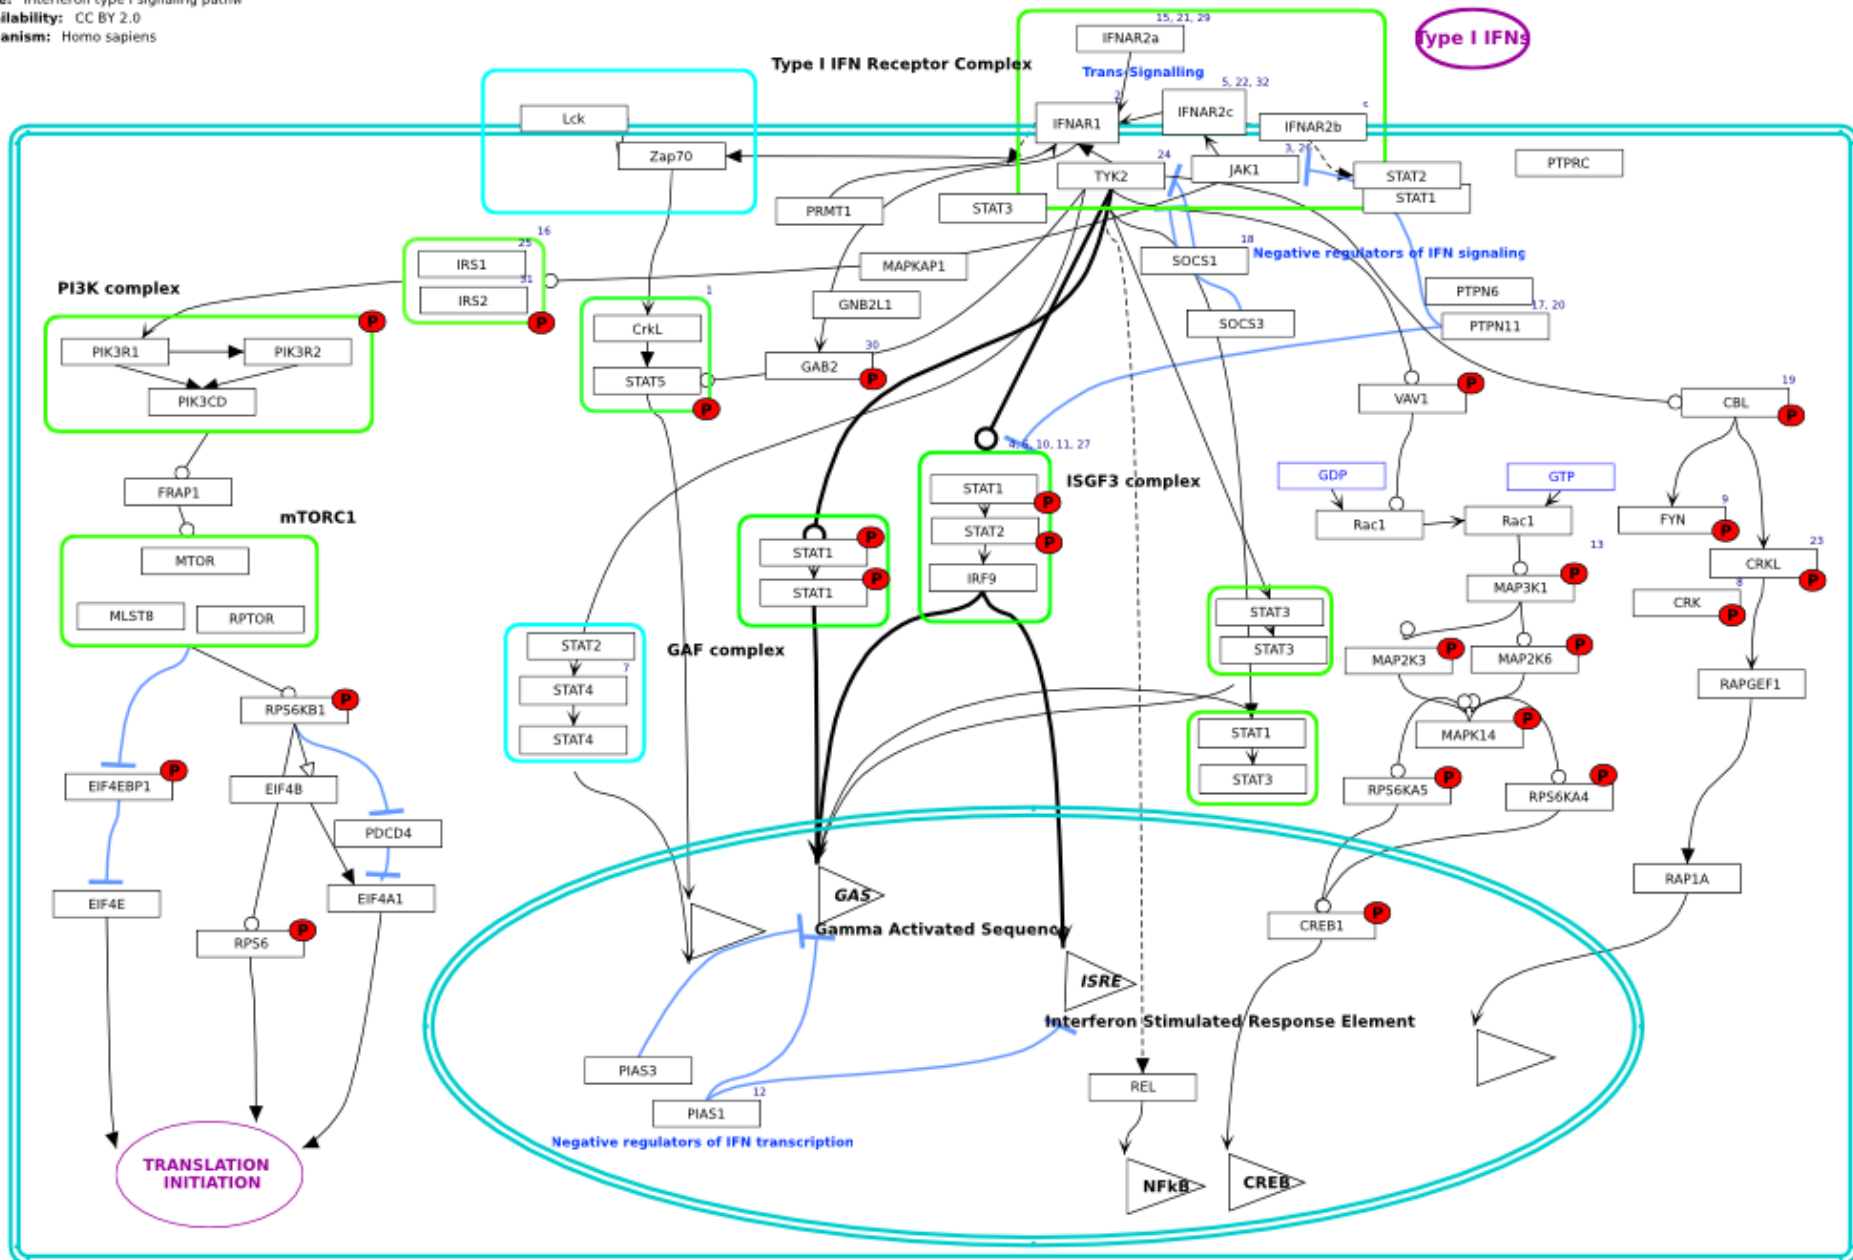 ilability: CC BY 2.0
anism: Homo sapiens
15, 21, 29
IFNAR2a
Type I IFNs
Type I IFN Receptor Complex
Trans-Signalling
5, 22, 32
Lck
IFNAR1
IFNAR2c
IFNAR2b
Zap70
24
TYK2
JAK1
STAT2
STAT1
PTPRC
PRMT1
STAT3
16
25
IRS1
31
IRS2
MAPKAP1
18
SOCS1
Negative regulators of IFN signaling
PI3K complex
1
GNB2L1
PTPN6
17, 20
PTPN11
SOCS3
P
P
PIK3R1
PIK3R2
PIK3CD
CrkL
STAT5
P
30
GAB2
P
VAV1
P
19
CBL
P
4, 6, 10, 11, 27
FRAP1
mTORC1
ISGF3 complex
STAT1
P
STAT2
P
IRF9
GDP
GTP
Rac1
Rac1
9
FYN
P
MTOR
MLST8
RPTOR
STAT1
P
STAT1
P
13
MAP3K1
P
23
CRKL
P
8
CRK
P
STAT2
7
STAT4
STAT4
GAF complex
STAT3
STAT3
MAP2K3
P
MAP2K6
P
RAPGEF1
RPS6KB1
P
STAT1
STAT3
MAPK14
P
EIF4EBP1
P
EIF4B
PDCD4
RPS6KA5
P
RPS6KA4
P
EIF4E
EIF4A1
RPS6
P
GAS
Gamma Activated Sequence
RAP1A
CREB1
P
ISRE
Interferon Stimulated Response Element
PIAS3
12
PIAS1
REL
Negative regulators of IFN transcription
TRANSLATION
INITIATION
NFkB
CREB